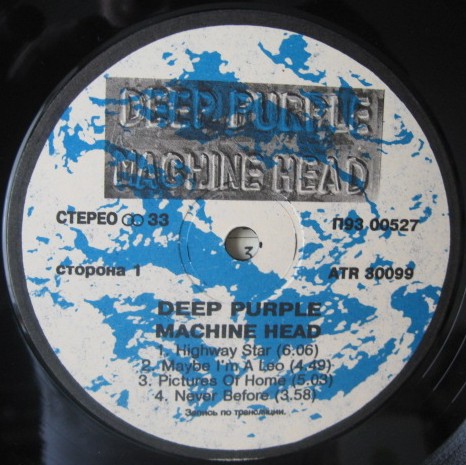 DEEP PURPLE
MACHINE HEAD
СТЕРЕО 33
П93.00527
сторона 1
ATR 30099
3
DEEP PURPLE
MACHINE HEAD
1. Highway Star (6.06)
2. Maybe I'm A Leo (4.49)
3. Pictures Of Home (5.03)
4. Never Before (3.58)
Запись по трансляции.